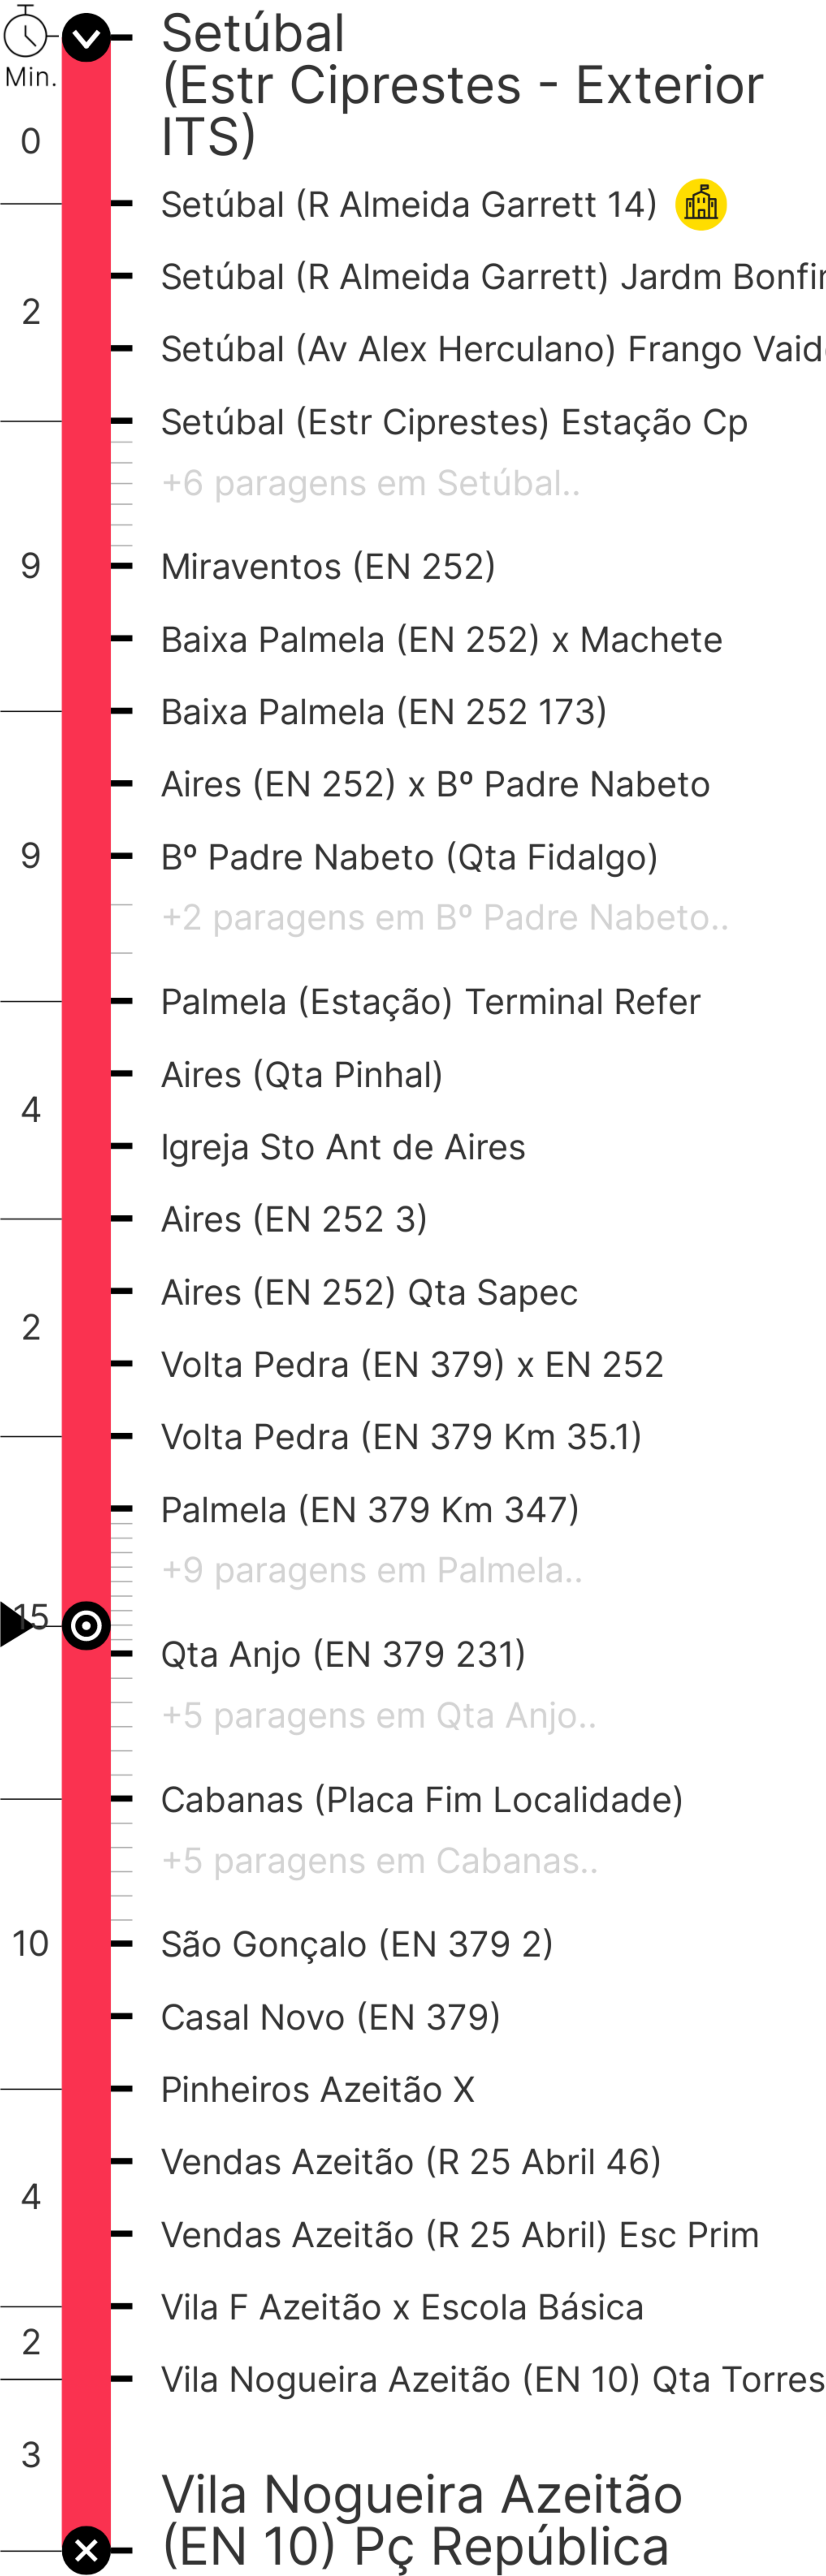 Setúbal
(Estr Ciprestes - Exterior
ITS)
Min.
0
Setúbal (R Almeida Garrett 14)
Setúbal (R Almeida Garrett) Jardm
2
Setúbal (Av Alex Herculano) Frango
Setúbal (Estr Ciprestes) Estação Cp
+6 paragens em Setúbal..
9
Miraventos (EN 252)
Baixa Palmela (EN 252) x Machete
Baixa Palmela (EN 252 173)
Aires (EN 252) x Bº Padre Nabeto
9
Bº Padre Nabeto (Qta Fidalgo)
+2 paragens em Bº Padre Nabeto..
Palmela (Estação) Terminal Refer
Aires (Qta Pinhal)
4
Igreja Sto Ant de Aires
Aires (EN 252 3)
Aires (EN 252) Qta Sapec
2
Volta Pedra (EN 379) x EN 252
Volta Pedra (EN 379 Km 35.1)
Palmela (EN 379 Km 347)
+9 paragens em Palmela..
15
Qta Anjo (EN 379 231)
+5 paragens em Qta Anjo..
Cabanas (Placa Fim Localidade)
+5 paragens em Cabanas..
10
São Gonçalo (EN 379 2)
Casal Novo (EN 379)
Pinheiros Azeitão X
Vendas Azeitão (R 25 Abril 46)
4
Vendas Azeitão (R 25 Abril) Esc Prim
Vila F Azeitão x Escola Básica
2
Vila Nogueira Azeitão (EN 10) Qta Torres
3
Vila Nogueira Azeitão
(EN 10) Pç República